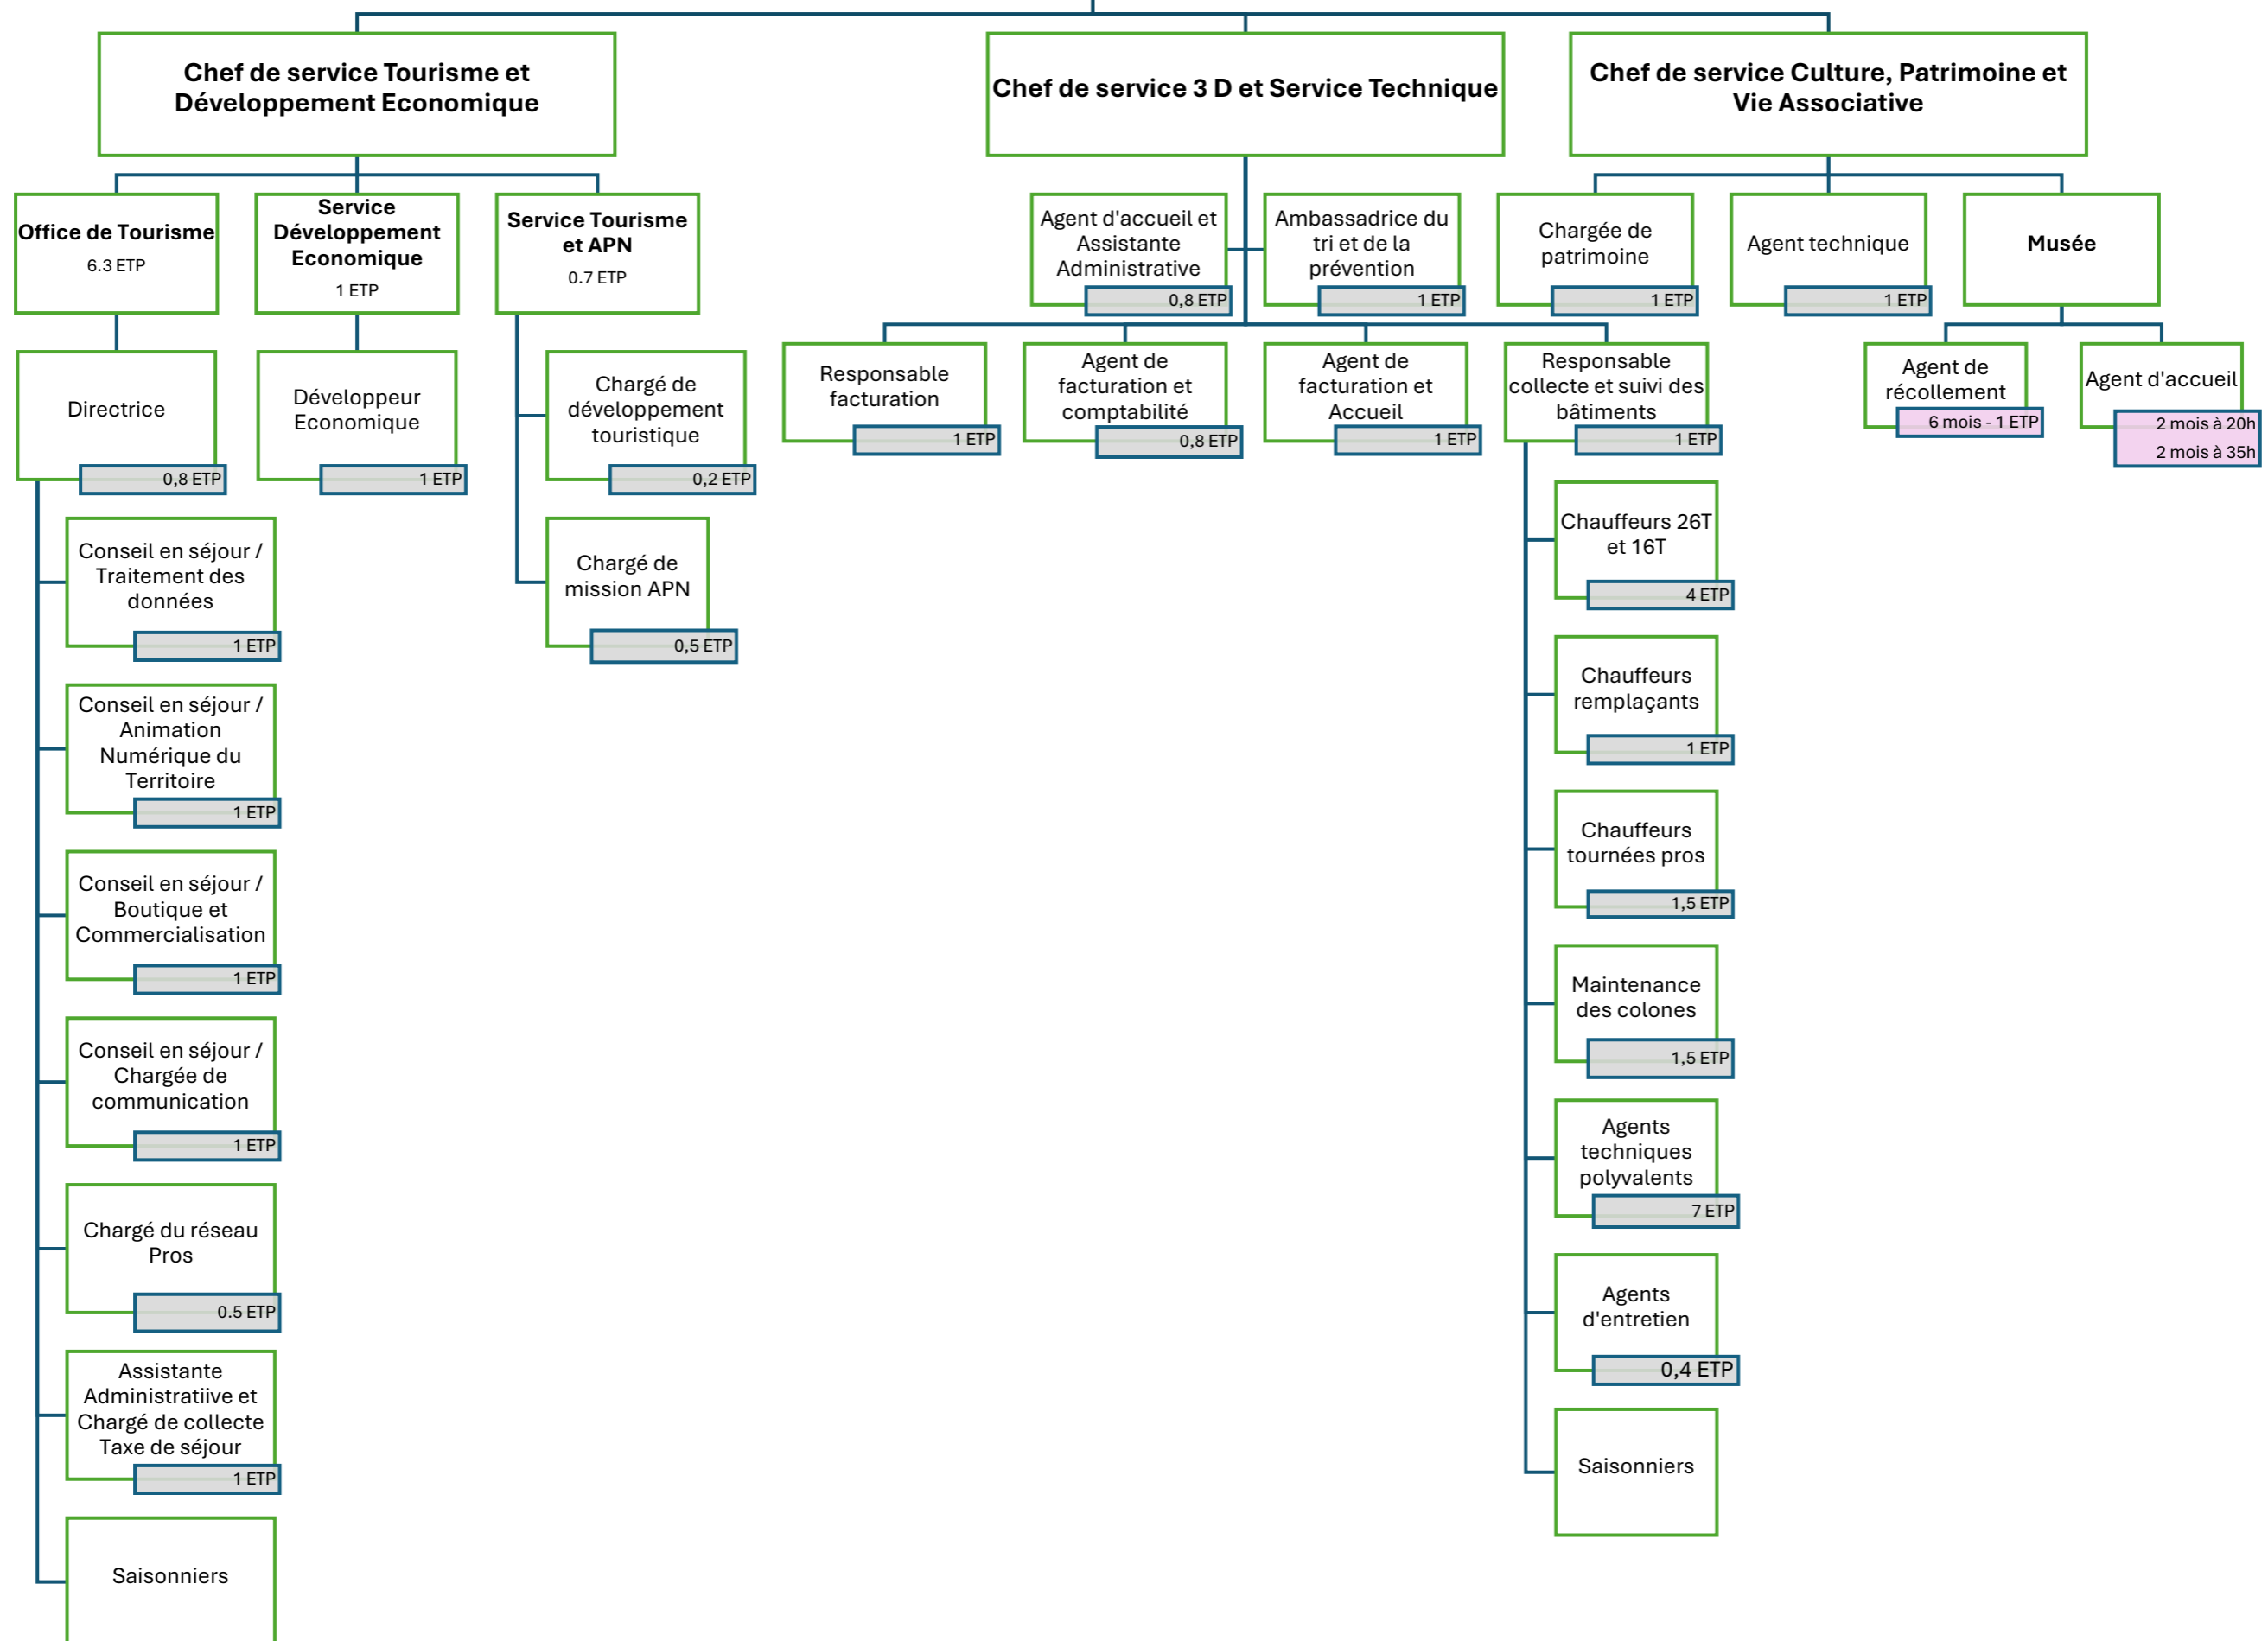 Chef de service Tourisme et
Développement Economique
Chef de service 3 D et Service Technique
Chef de service Culture, Patrimoine et
Vie Associative
Office de Tourisme
6.3 ETP
Service
Développement
Economique
1 ETP
Service Tourisme
et APN
0.7 ETP
Agent d'accueil et
Assistante
Administrative
0,8 ETP
Ambassadrice du
tri et de la
prévention
1 ETP
Chargée de
patrimoine
1 ETP
Agent technique
1 ETP
Musée
Directrice
0,8 ETP
Développeur
Economique
1 ETP
Chargé de
développement
touristique
0,2 ETP
Responsable
facturation
1 ETP
Agent de
facturation et
comptabilité
0,8 ETP
Agent de
facturation et
Accueil
1 ETP
Responsable
collecte et suivi des
bâtiments
1 ETP
Agent de
récollement
6 mois - 1 ETP
Agent d'accueil
2 mois à 20h
2 mois à 35h
Conseil en séjour /
Traitement des
données
1 ETP
Chargé de
mission APN
0,5 ETP
Conseil en séjour /
Animation
Numérique du
Territoire
1 ETP
Conseil en séjour /
Boutique et
Commercialisation
1 ETP
Conseil en séjour /
Chargée de
communication
1 ETP
Chargé du réseau
Pros
0.5 ETP
Assistante
Administratiive et
Chargé de collecte
Taxe de séjour
1 ETP
Saisonniers
Chauffeurs 26T
et 16T
4 ETP
Chauffeurs
remplaçants
1 ETP
Chauffeurs
tournées pros
1,5 ETP
Maintenance
des colones
1,5 ETP
Agents
techniques
polyvalents
7 ETP
Agents
d'entretien
0,4 ETP
Saisonniers